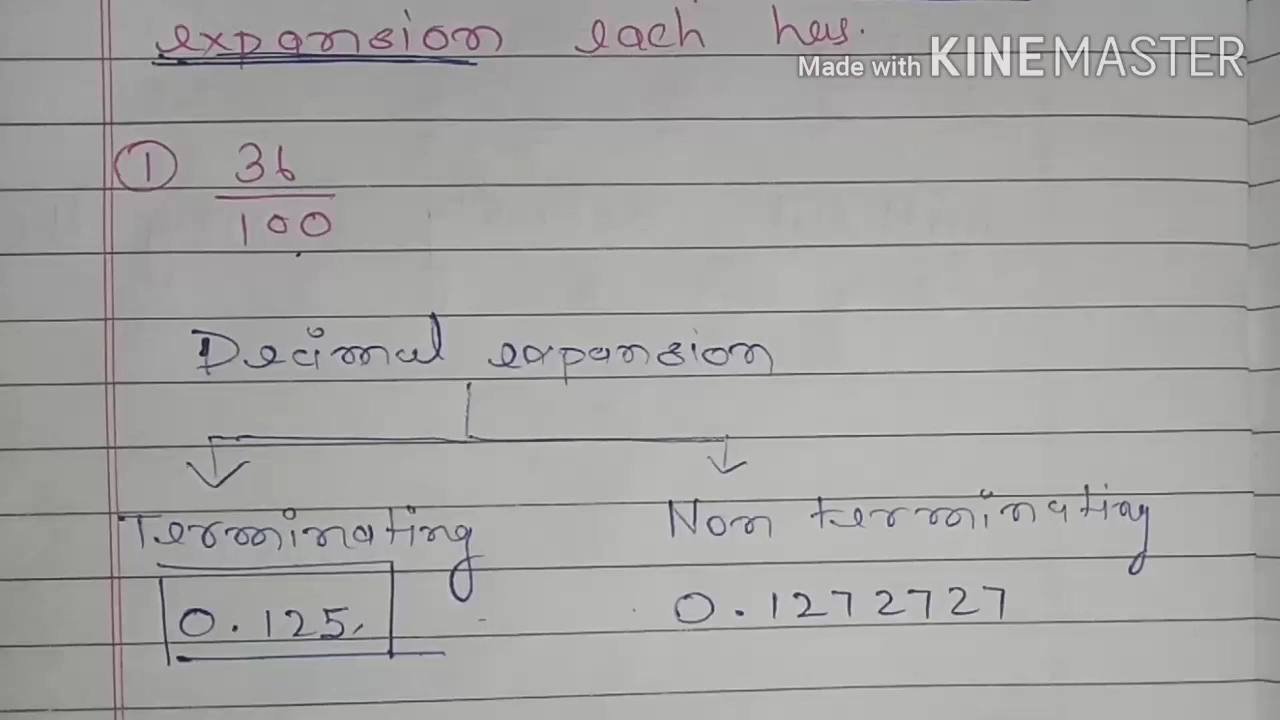 expansion each has.
Made with KINEMASTER
① 36
100
Decimal expansion
Terminating Non terminating
0.125, 0.1272727